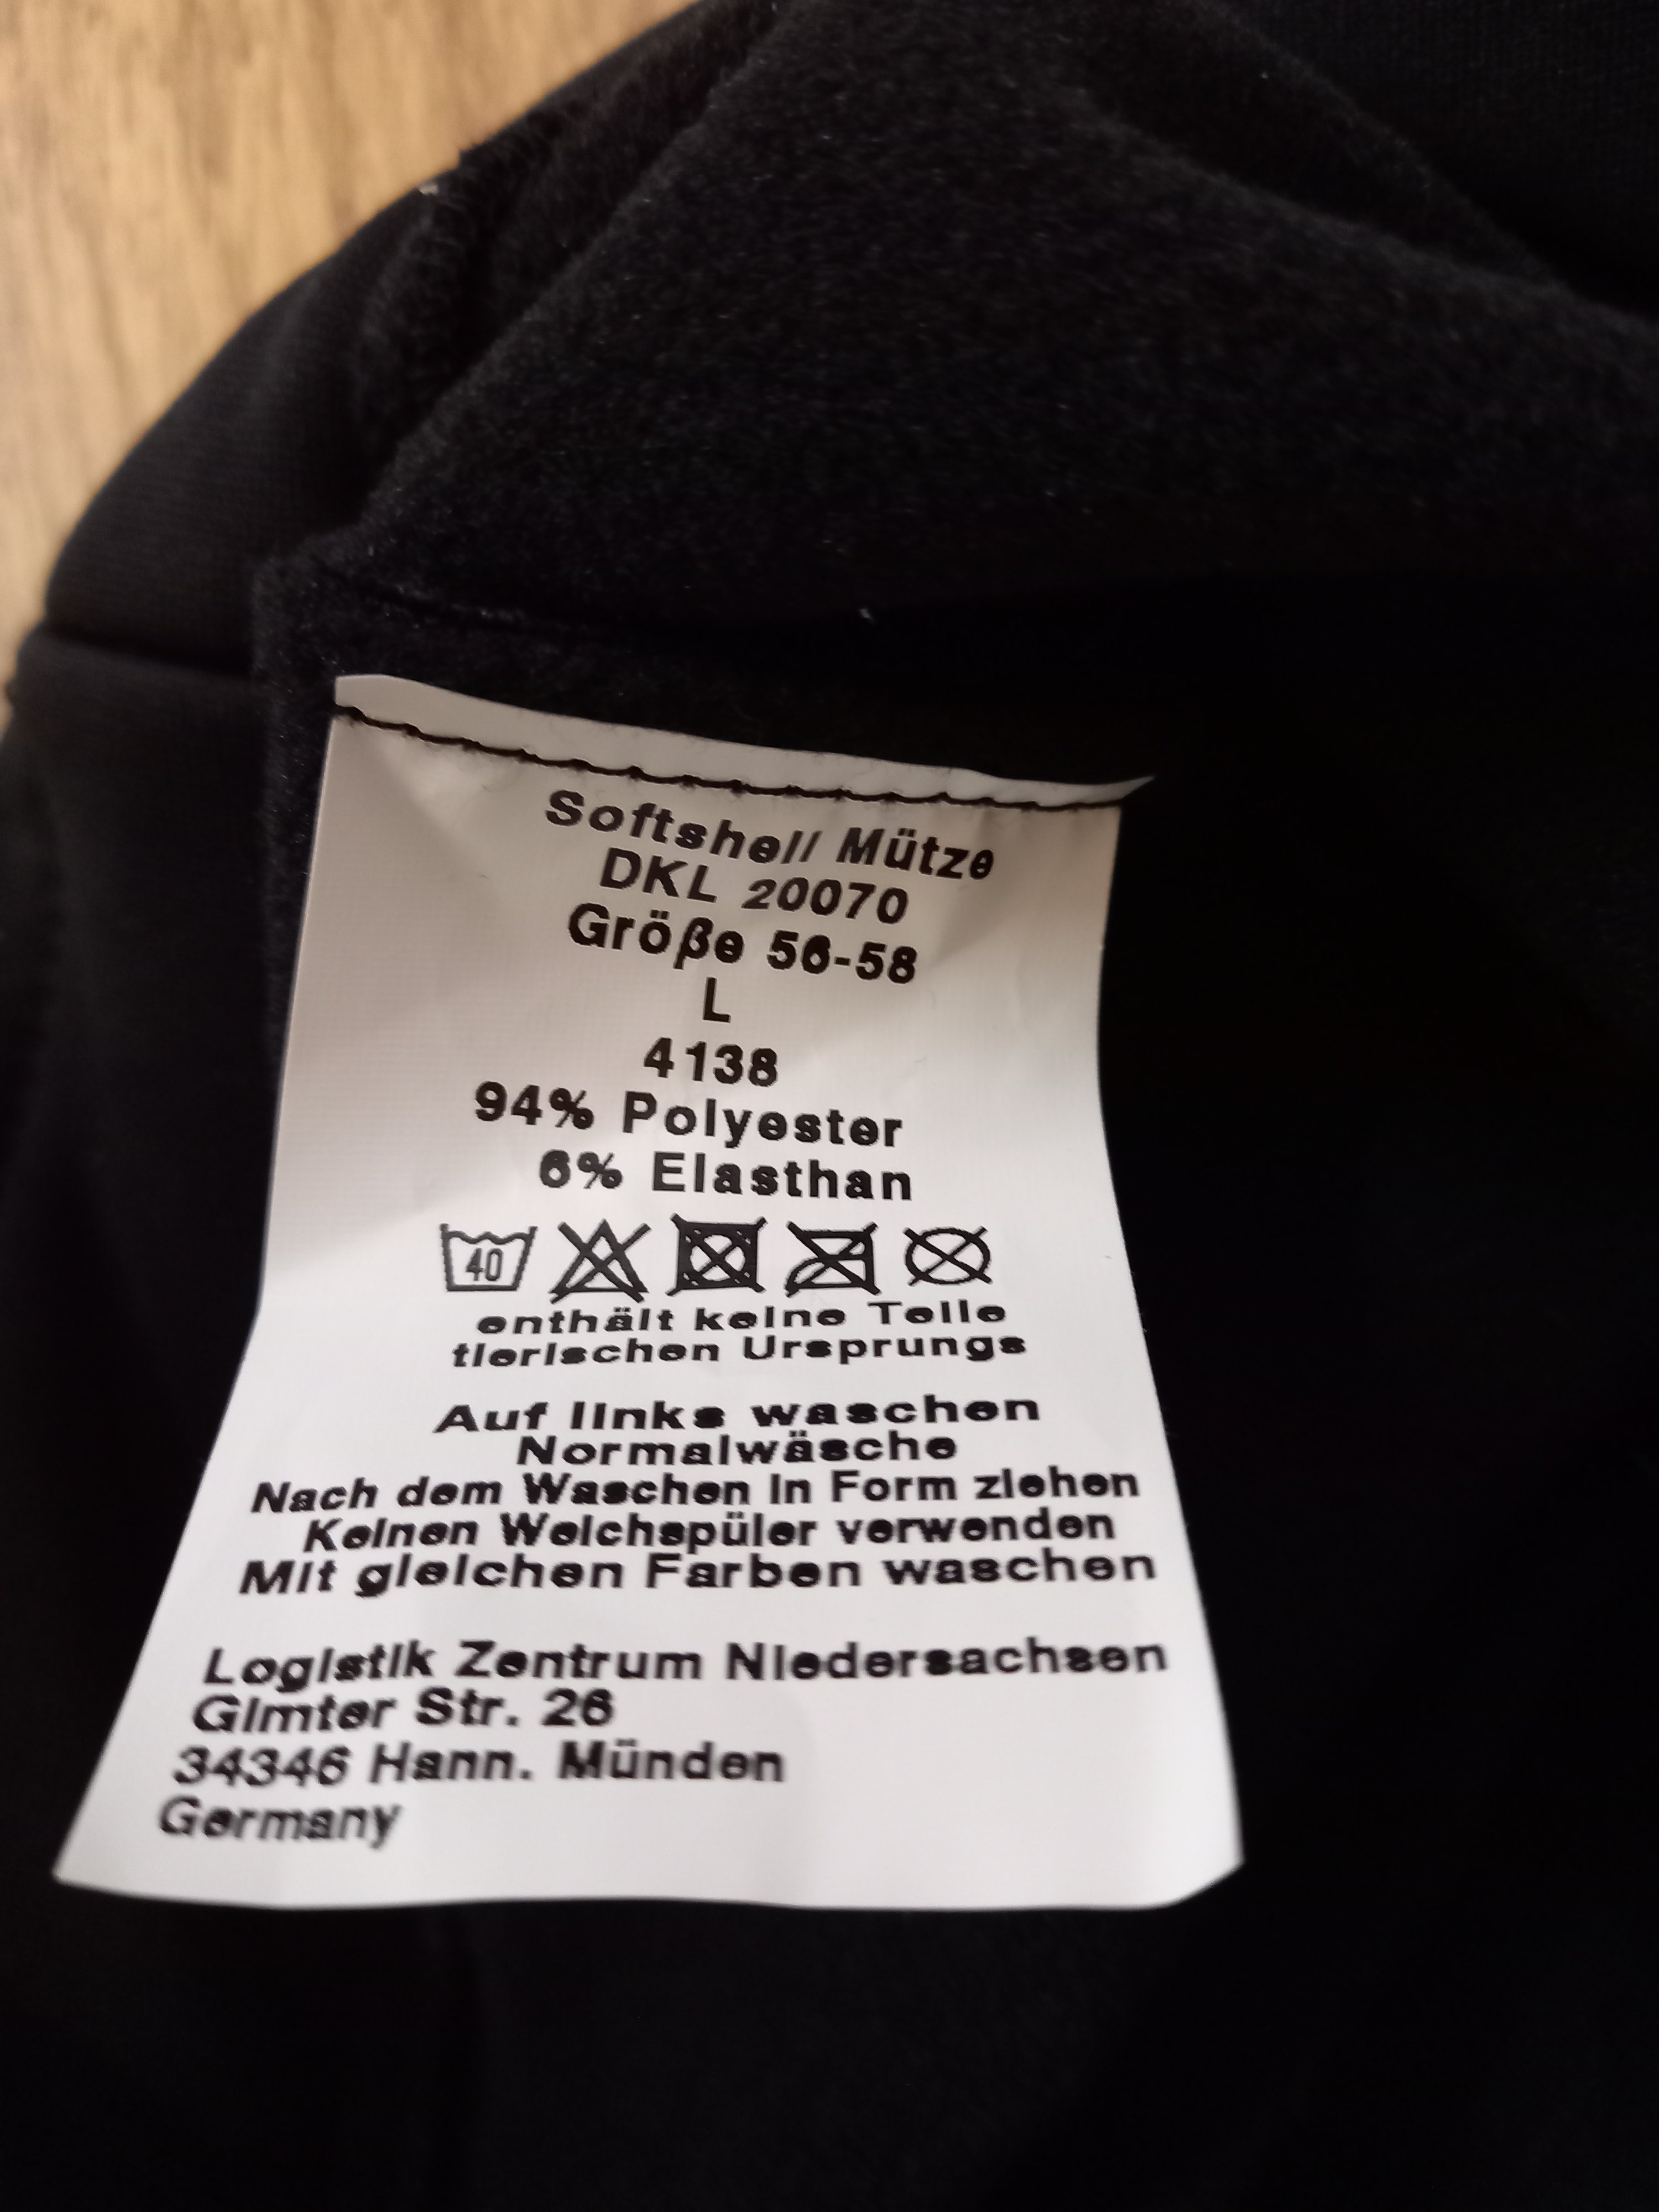 Softshell Mütze
DKL 20070
Größe 56-58
L
4138
94% Polyester
6% Elasthan
40
enthält keine Teile
tierischen Ursprungs
Auf links waschen
Normalwäsche
Nach dem Waschen in Form ziehen
Keinen Weichspüler verwenden
Mit gleichen Farben waschen
Logistik Zentrum Niedersachsen
Gimter Str. 26
34346 Hann. Münden
Germany